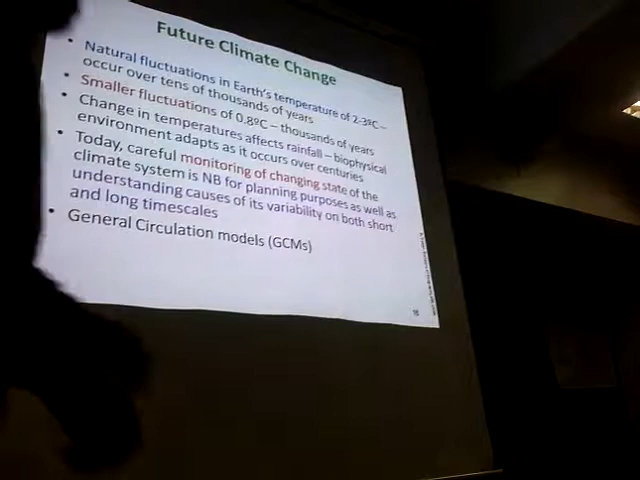 Future Climate Change
• Natural fluctuations in Earth's temperature of 2-3ºC –
occur over tens of thousands of years
• Smaller fluctuations of 0.8ºC – thousands of years
• Change in temperatures affects rainfall – biophysical
environment adapts as it occurs over centuries
• Today, careful monitoring of changing state of the
climate system is NB for planning purposes as well as
understanding causes of its variability on both short
and long timescales
• General Circulation models (GCMs)